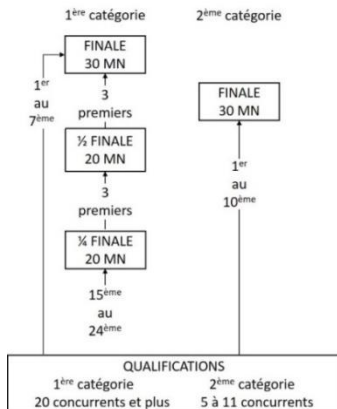 1ère catégorie 2ème catégorie
FINALE
30 MN
1er
au
7ème
3
premiers
FINALE
30 MN
½ FINALE
20 MN
1er
au
10ème
3
premiers
¼ FINALE
20 MN
15ème
au
24ème
QUALIFICATIONS
1ère catégorie 2ème catégorie
20 concurrents et plus 5 à 11 concurrents